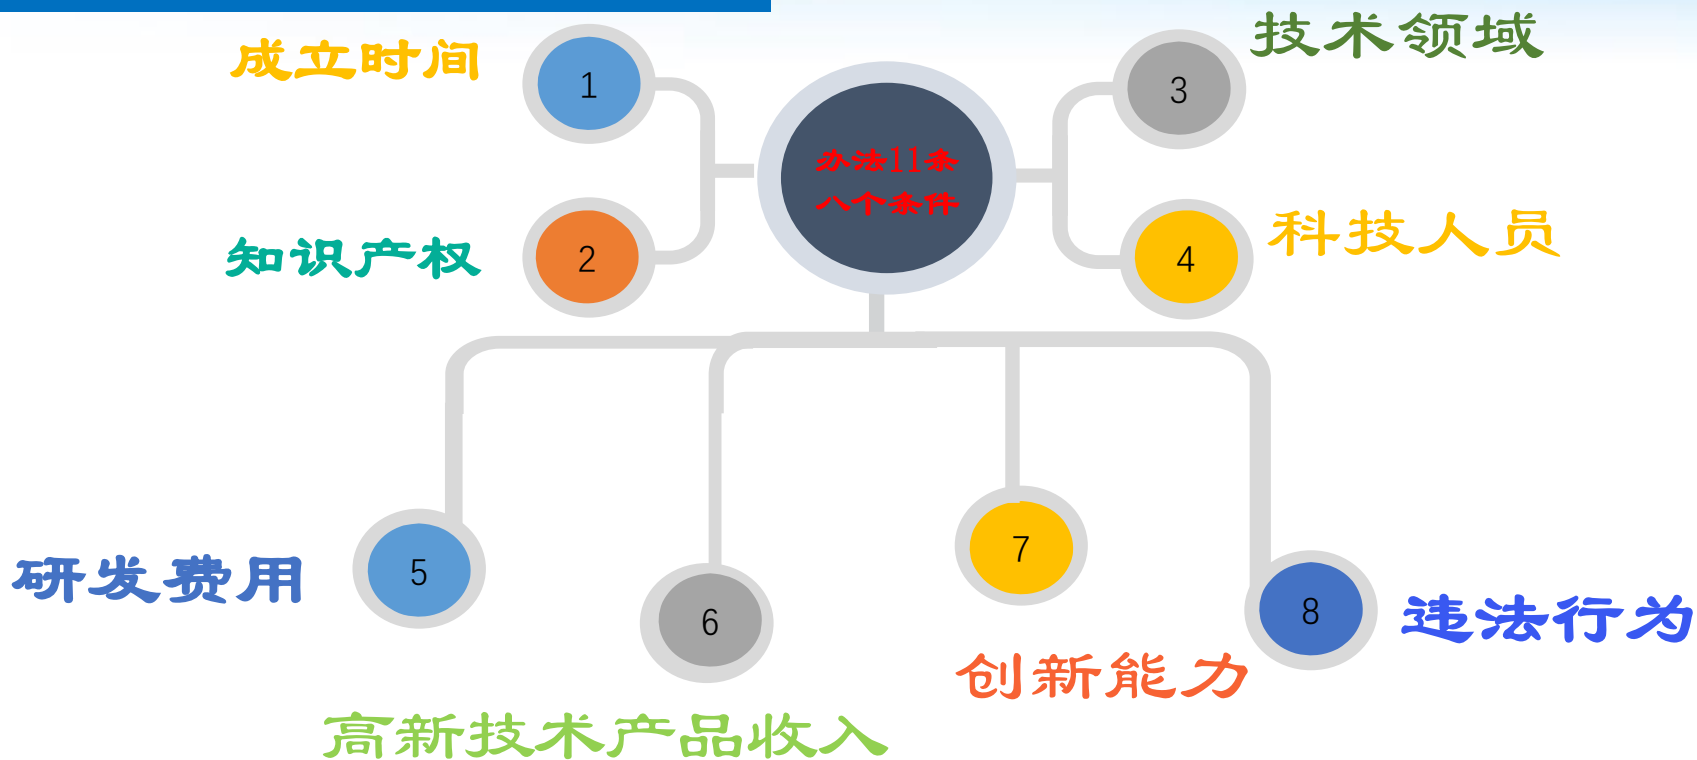 成立时间
1
技术领域
3
办法11条
八个条件
知识产权
2
4
科技人员
研发费用
5
6
高新技术产品收入
7
创新能力
8
违法行为